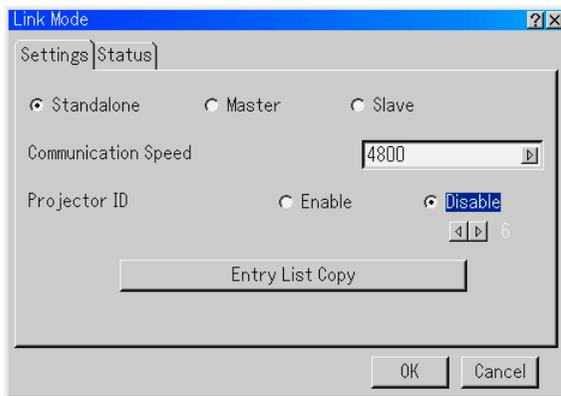 Link Mode
Settings Status
Standalone Master Slave
Communication Speed 4800
Projector ID Enable Disable
6
Entry List Copy
OK Cancel